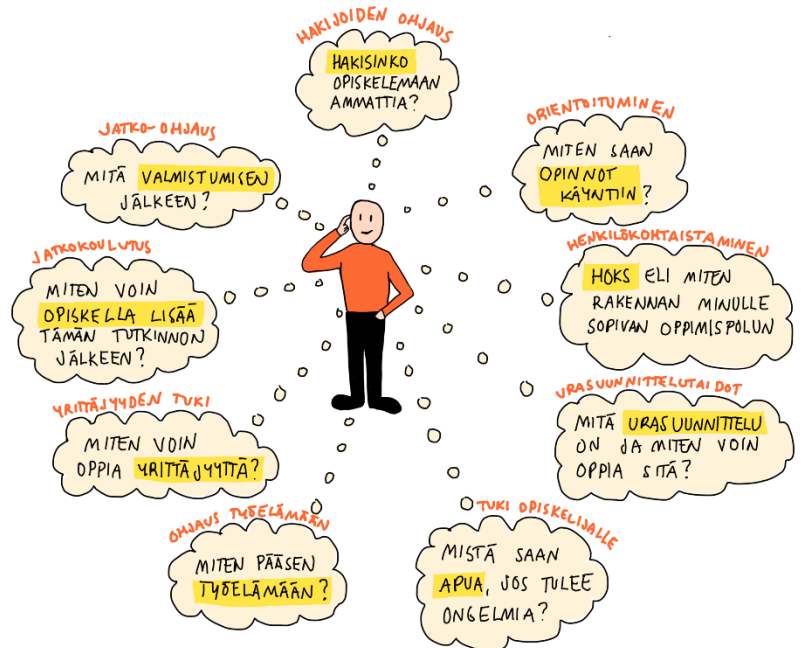 HAKIJOIDEN OHJAUS
HAKISINKO
OPISKELEMAAN
AMMATTIA?
ORIENTOITUMINEN
MITEN SAAN
OPINNOT
KÄYNTIIN?
HENKILÖKOHTAISTAMINEN
HOKS ELI MITEN
RAKENNAN MINULLE
SOPIVAN OPPIMISPOLUN
URASUUNNITTELUTAIDOT
MITÄ URASUUNNITTELU
ON JA MITEN VOIN
OPPIA SITÄ?
TUKI OPISKELIJALLE
MISTÄ SAAN
APUA, JOS TULEE
ONGELMIA?
OHJAUS TYÖELÄMÄÄN
MITEN PÄÄSEN
TYÖELÄMÄÄN?
YRITTÄJYYDEN TUKI
MITEN VOIN
OPPIA YRITTÄJYYTTÄ?
JATKOKOULUTUS
MITEN VOIN
OPISKELLA LISÄÄ
TÄMÄN TUTKINNON
JÄLKEEN?
JATKO-OHJAUS
MITÄ VALMISTUMISEN
JÄLKEEN?